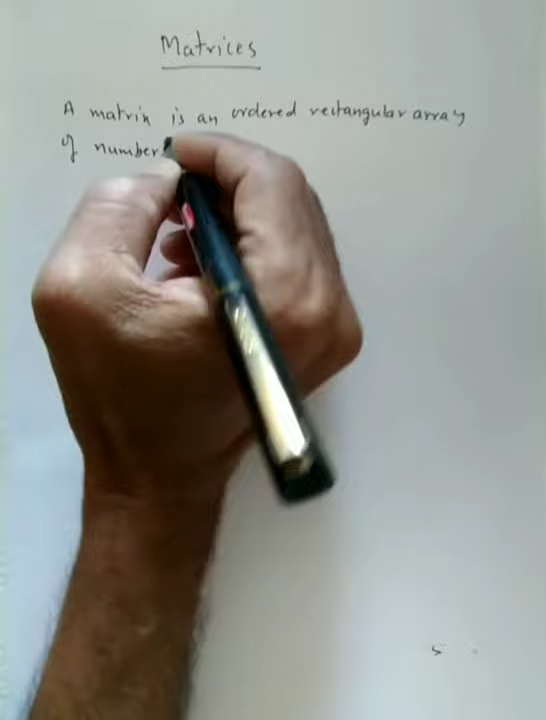 Matrices
A matrix is an ordered rectangular array
of number